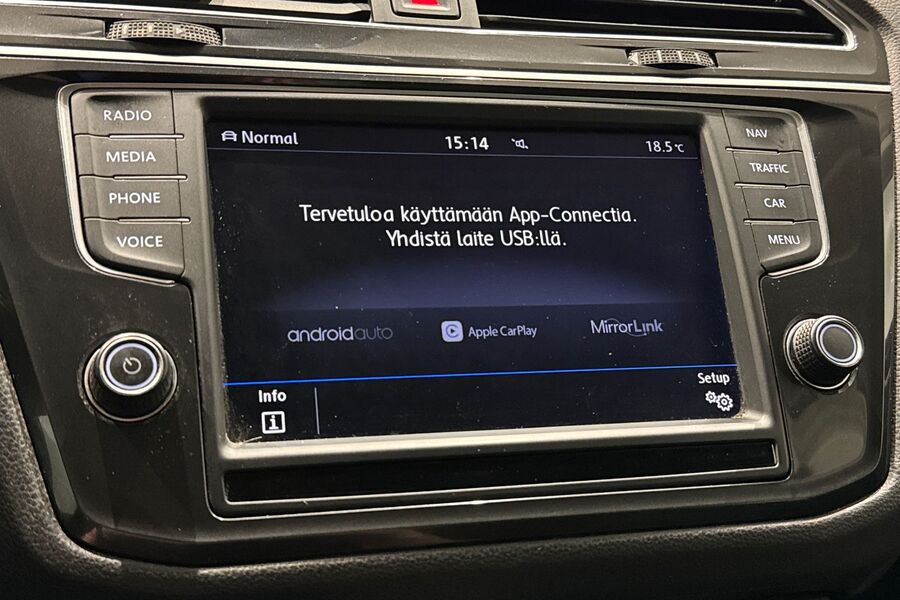 RADIO
MEDIA
PHONE
VOICE
NAV
TRAFFIC
CAR
MENU
Normal 15:14 18.5°C
Tervetuloa käyttämään App-Connectia.
Yhdistä laite USB:llä.
androidauto Apple CarPlay MirrorLink
Info Setup